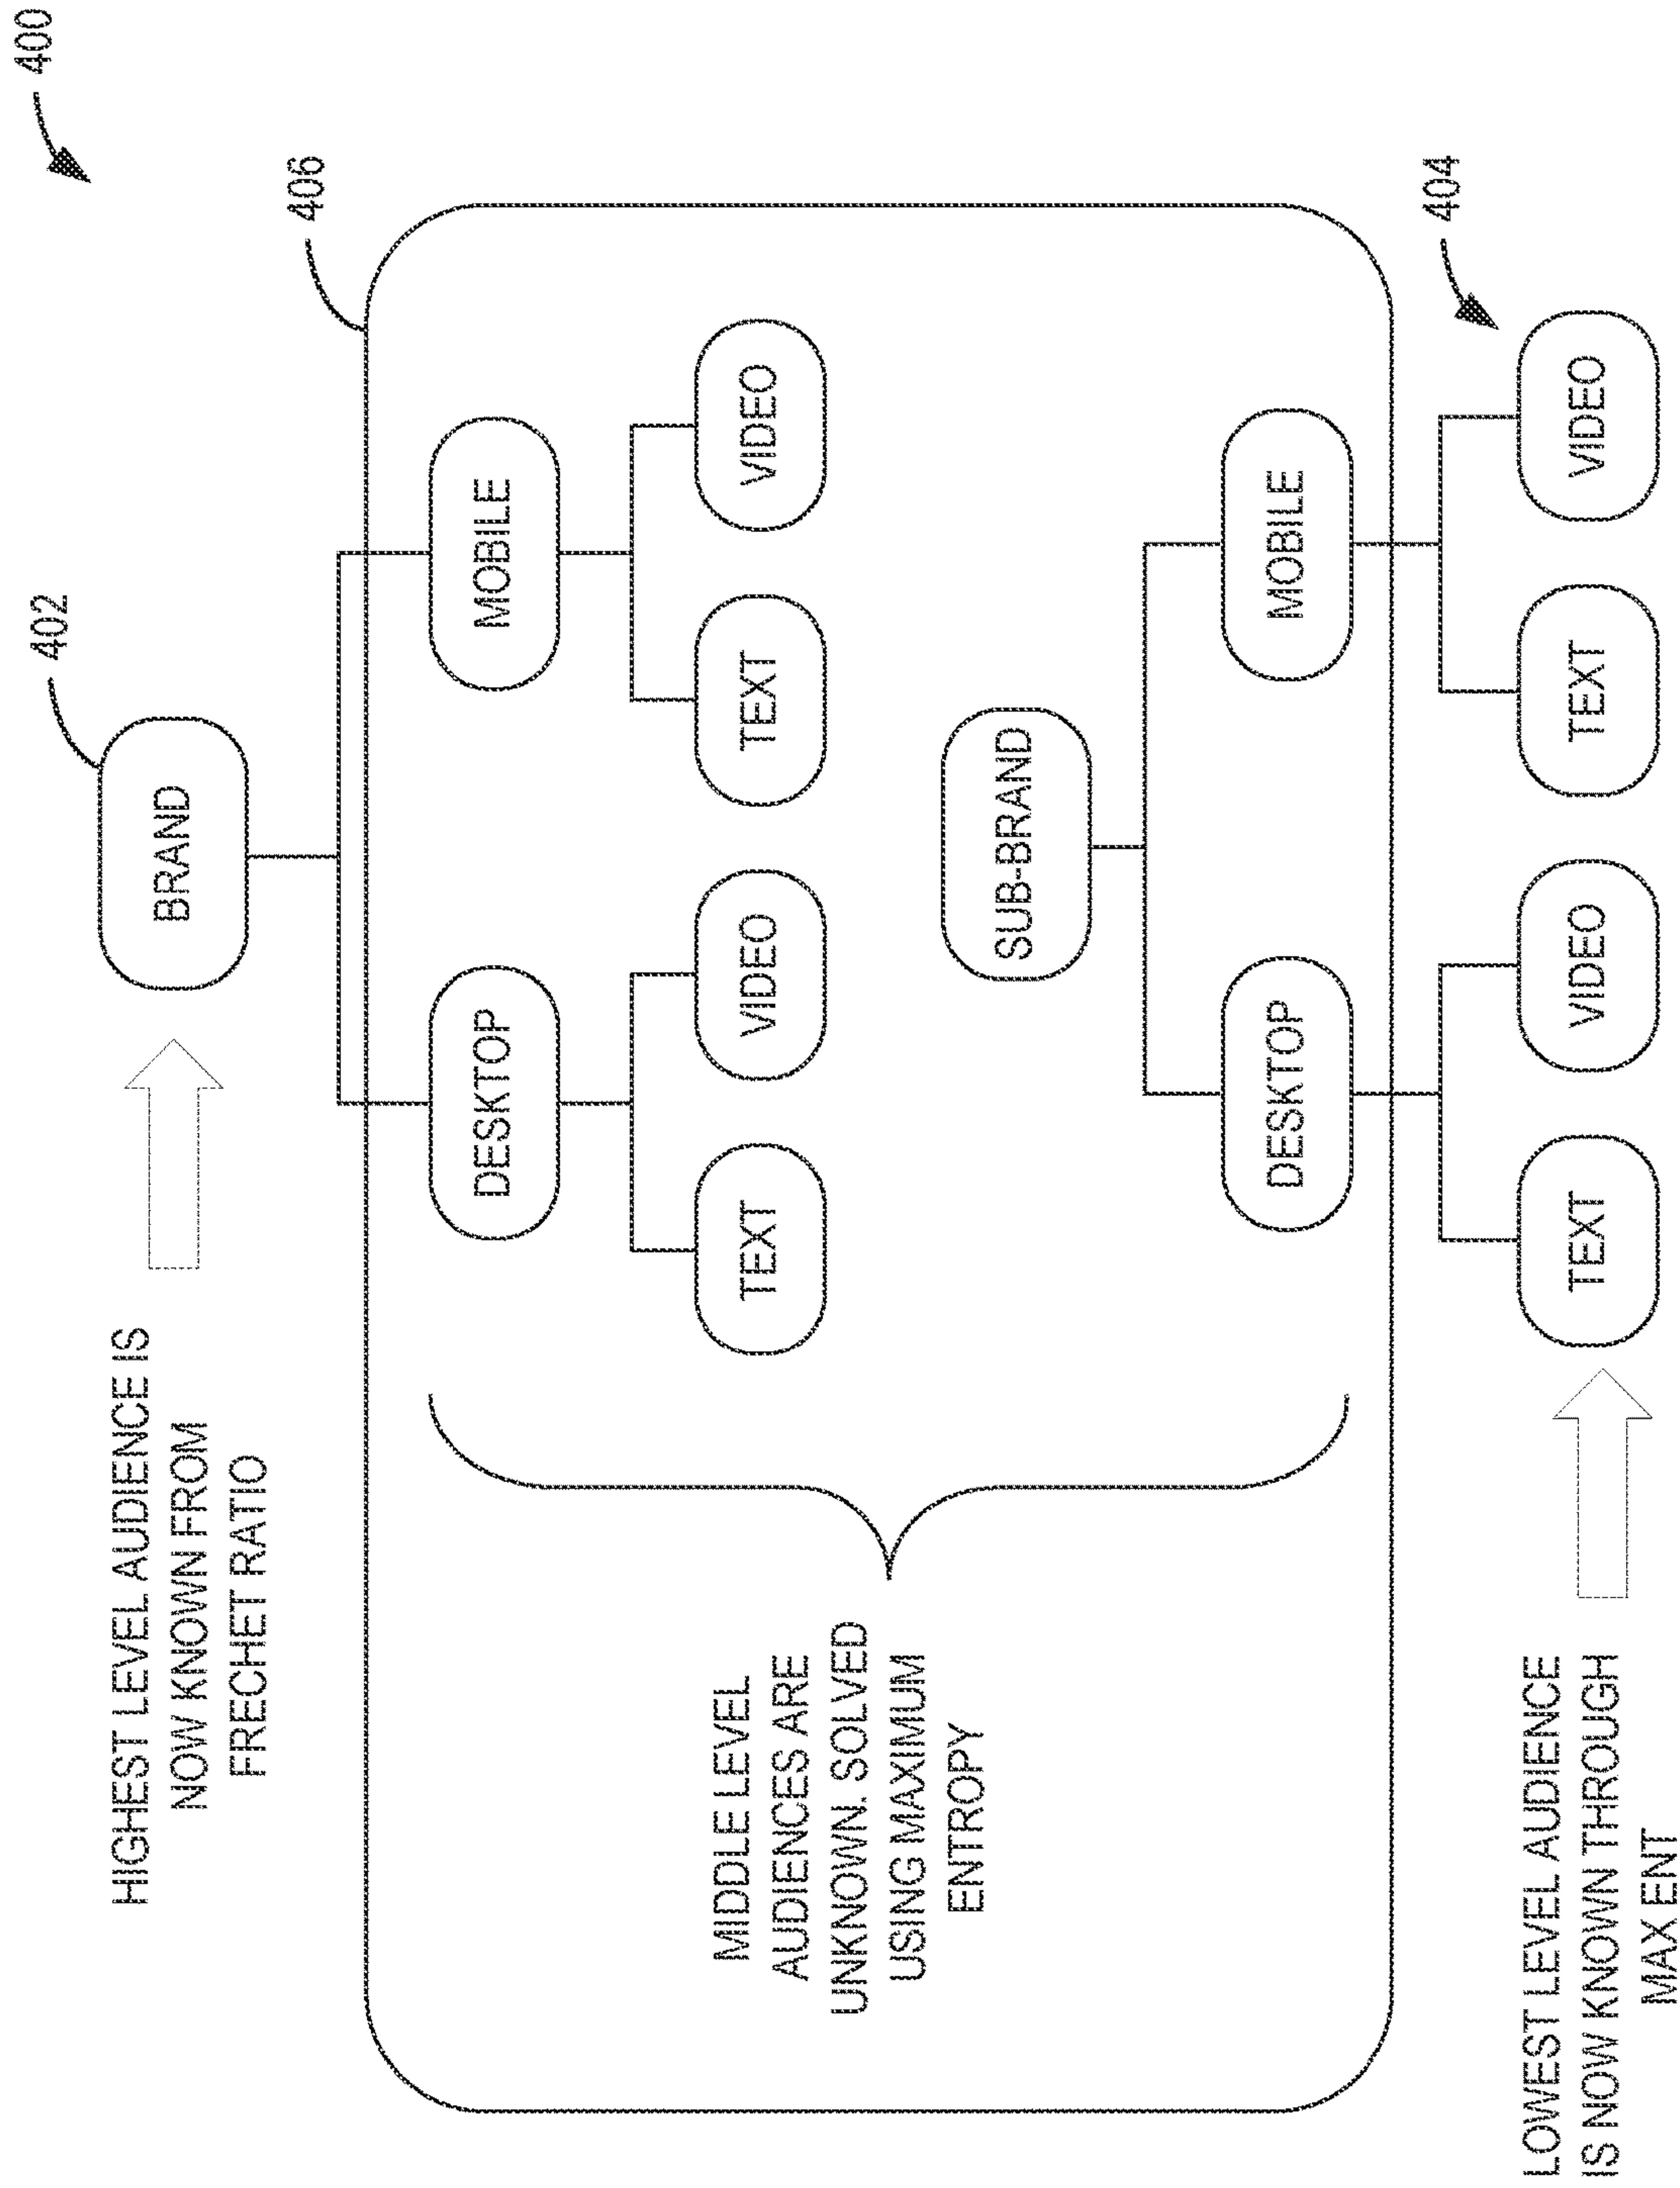 400
402
HIGHEST LEVEL AUDIENCE IS
NOW KNOWN FROM
FRECHET RATIO
BRAND
406
DESKTOP
MOBILE
TEXT
VIDEO
TEXT
VIDEO
MIDDLE LEVEL
AUDIENCES ARE
UNKNOWN. SOLVED
USING MAXIMUM
ENTROPY
SUB-BRAND
DESKTOP
MOBILE
404
LOWEST LEVEL AUDIENCE
IS NOW KNOWN THROUGH
MAX ENT
TEXT
VIDEO
TEXT
VIDEO